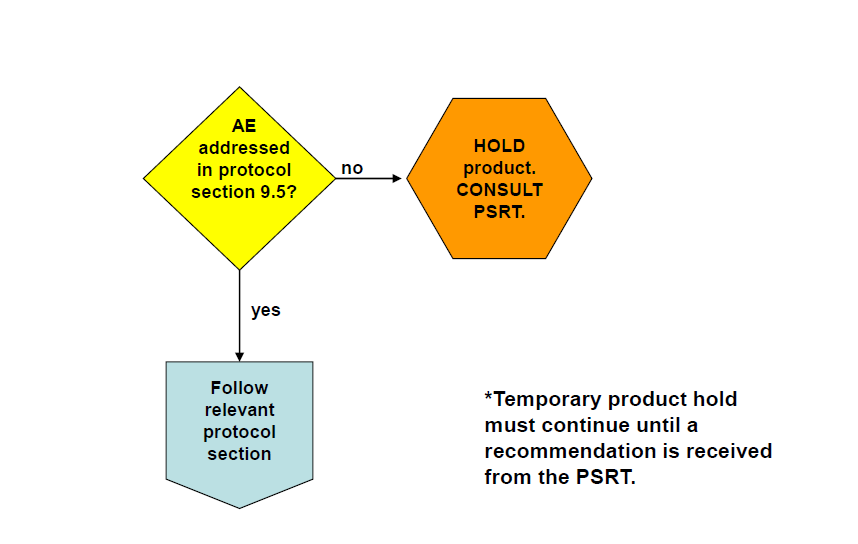 AE
addressed
in protocol
section 9.5?
no
HOLD
product.
CONSULT
PSRT.
yes
Follow
relevant
protocol
section
*Temporary product hold
must continue until a
recommendation is received
from the PSRT.